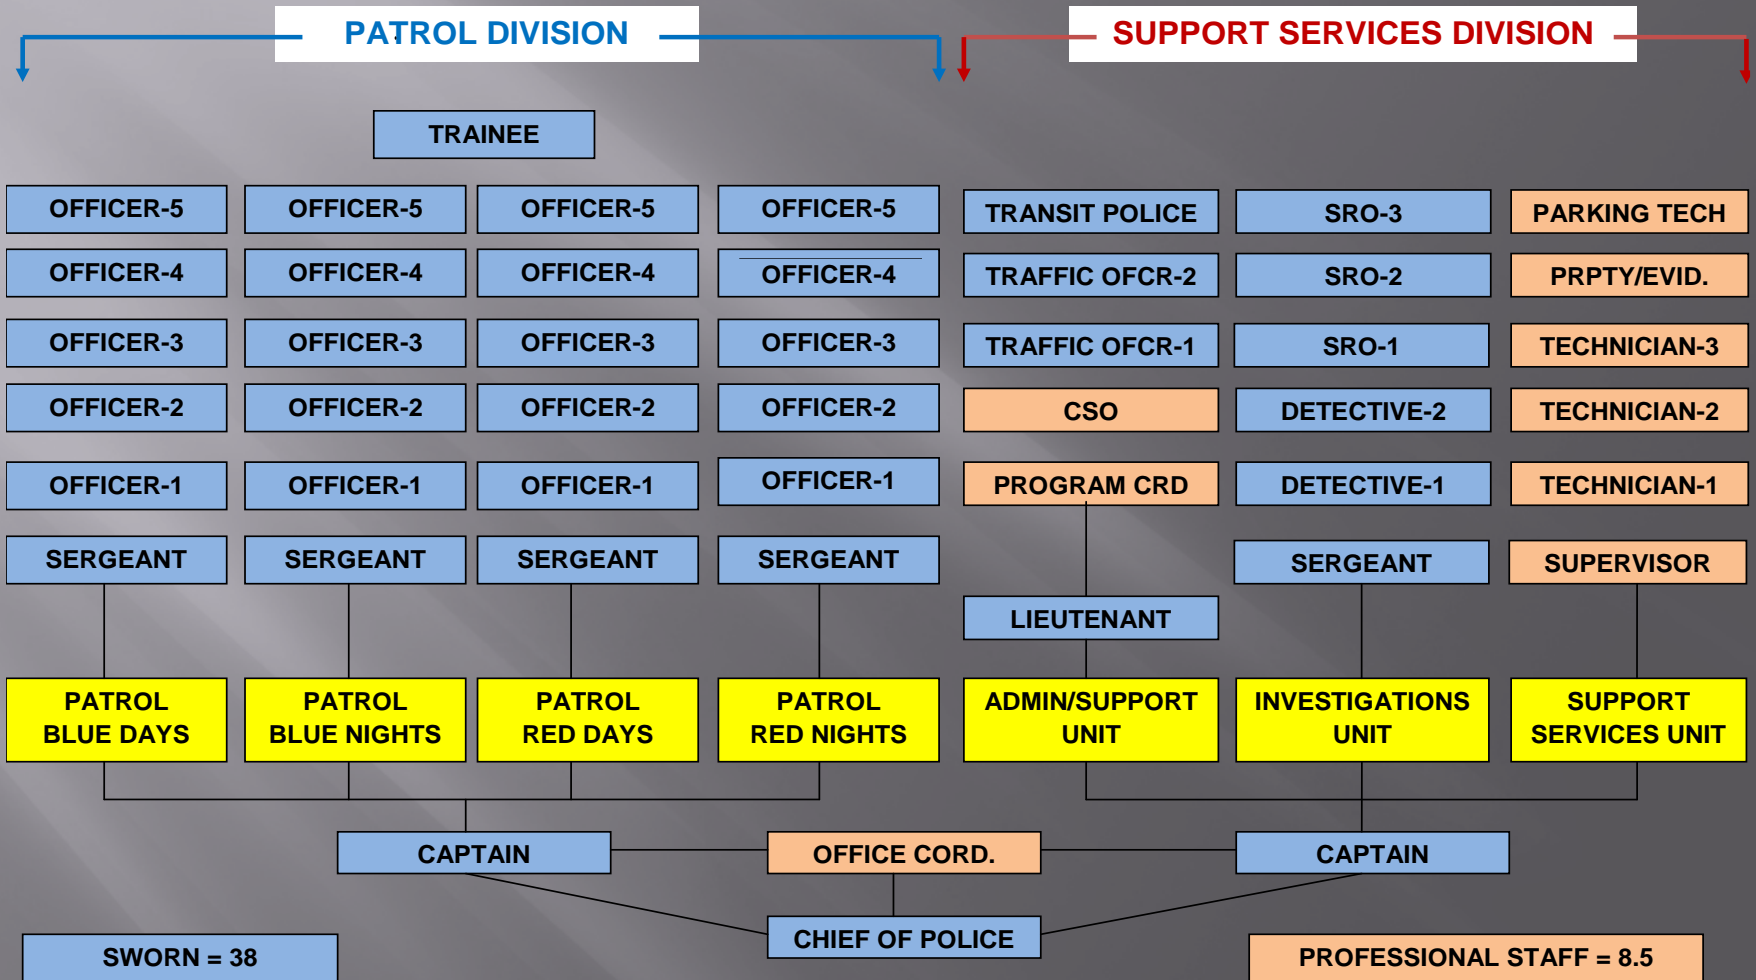 PATROL DIVISION
SUPPORT SERVICES DIVISION
TRAINEE
OFFICER-5
OFFICER-5
OFFICER-5
OFFICER-5
TRANSIT POLICE
SRO-3
PARKING TECH
OFFICER-4
OFFICER-4
OFFICER-4
OFFICER-4
TRAFFIC OFCR-2
SRO-2
PRPTY/EVID.
OFFICER-3
OFFICER-3
OFFICER-3
OFFICER-3
TRAFFIC OFCR-1
SRO-1
TECHNICIAN-3
OFFICER-2
OFFICER-2
OFFICER-2
OFFICER-2
CSO
DETECTIVE-2
TECHNICIAN-2
OFFICER-1
OFFICER-1
OFFICER-1
OFFICER-1
PROGRAM CRD
DETECTIVE-1
TECHNICIAN-1
SERGEANT
SERGEANT
SERGEANT
SERGEANT
SERGEANT
SUPERVISOR
LIEUTENANT
PATROL
BLUE DAYS
PATROL
BLUE NIGHTS
PATROL
RED DAYS
PATROL
RED NIGHTS
ADMIN/SUPPORT
UNIT
INVESTIGATIONS
UNIT
SUPPORT
SERVICES UNIT
CAPTAIN
OFFICE CORD.
CAPTAIN
CHIEF OF POLICE
SWORN = 38
PROFESSIONAL STAFF = 8.5